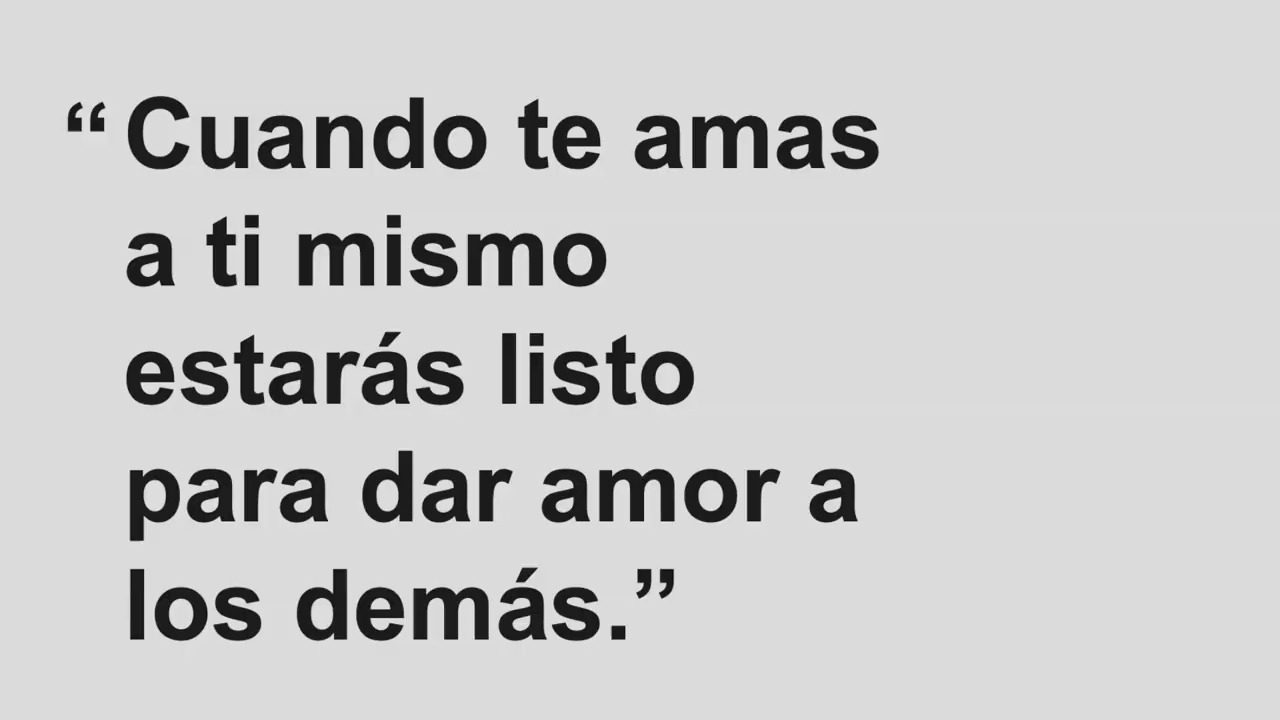 “Cuando te amas
a ti mismo
estarás listo
para dar amor a
los demás.”